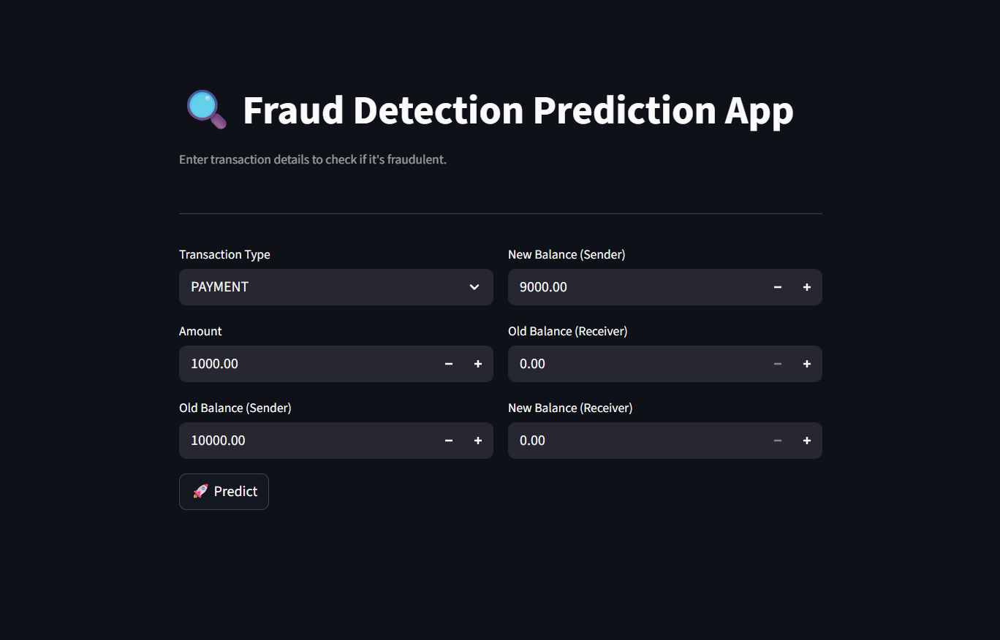 Fraud Detection Prediction App
Enter transaction details to check if it's fraudulent.
Transaction Type
PAYMENT
Amount
1000.00
Old Balance (Sender)
10000.00
New Balance (Sender)
9000.00
Old Balance (Receiver)
0.00
New Balance (Receiver)
0.00
Predict